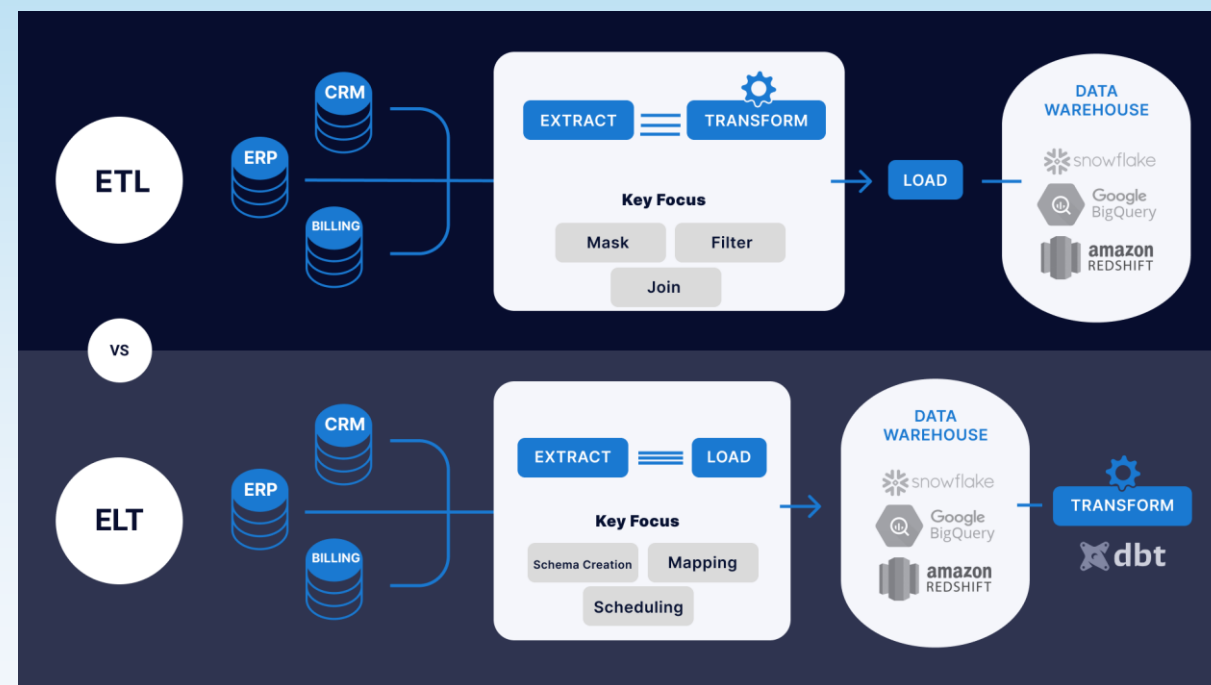 ETL
CRM
ERP
BILLING
EXTRACT
TRANSFORM
Key Focus
Mask
Filter
Join
LOAD
DATA
WAREHOUSE
snowflake
Google
BigQuery
amazon
REDSHIFT
VS
ELT
CRM
ERP
BILLING
EXTRACT
LOAD
Key Focus
Schema Creation
Mapping
Scheduling
DATA
WAREHOUSE
snowflake
Google
BigQuery
amazon
REDSHIFT
TRANSFORM
dbt